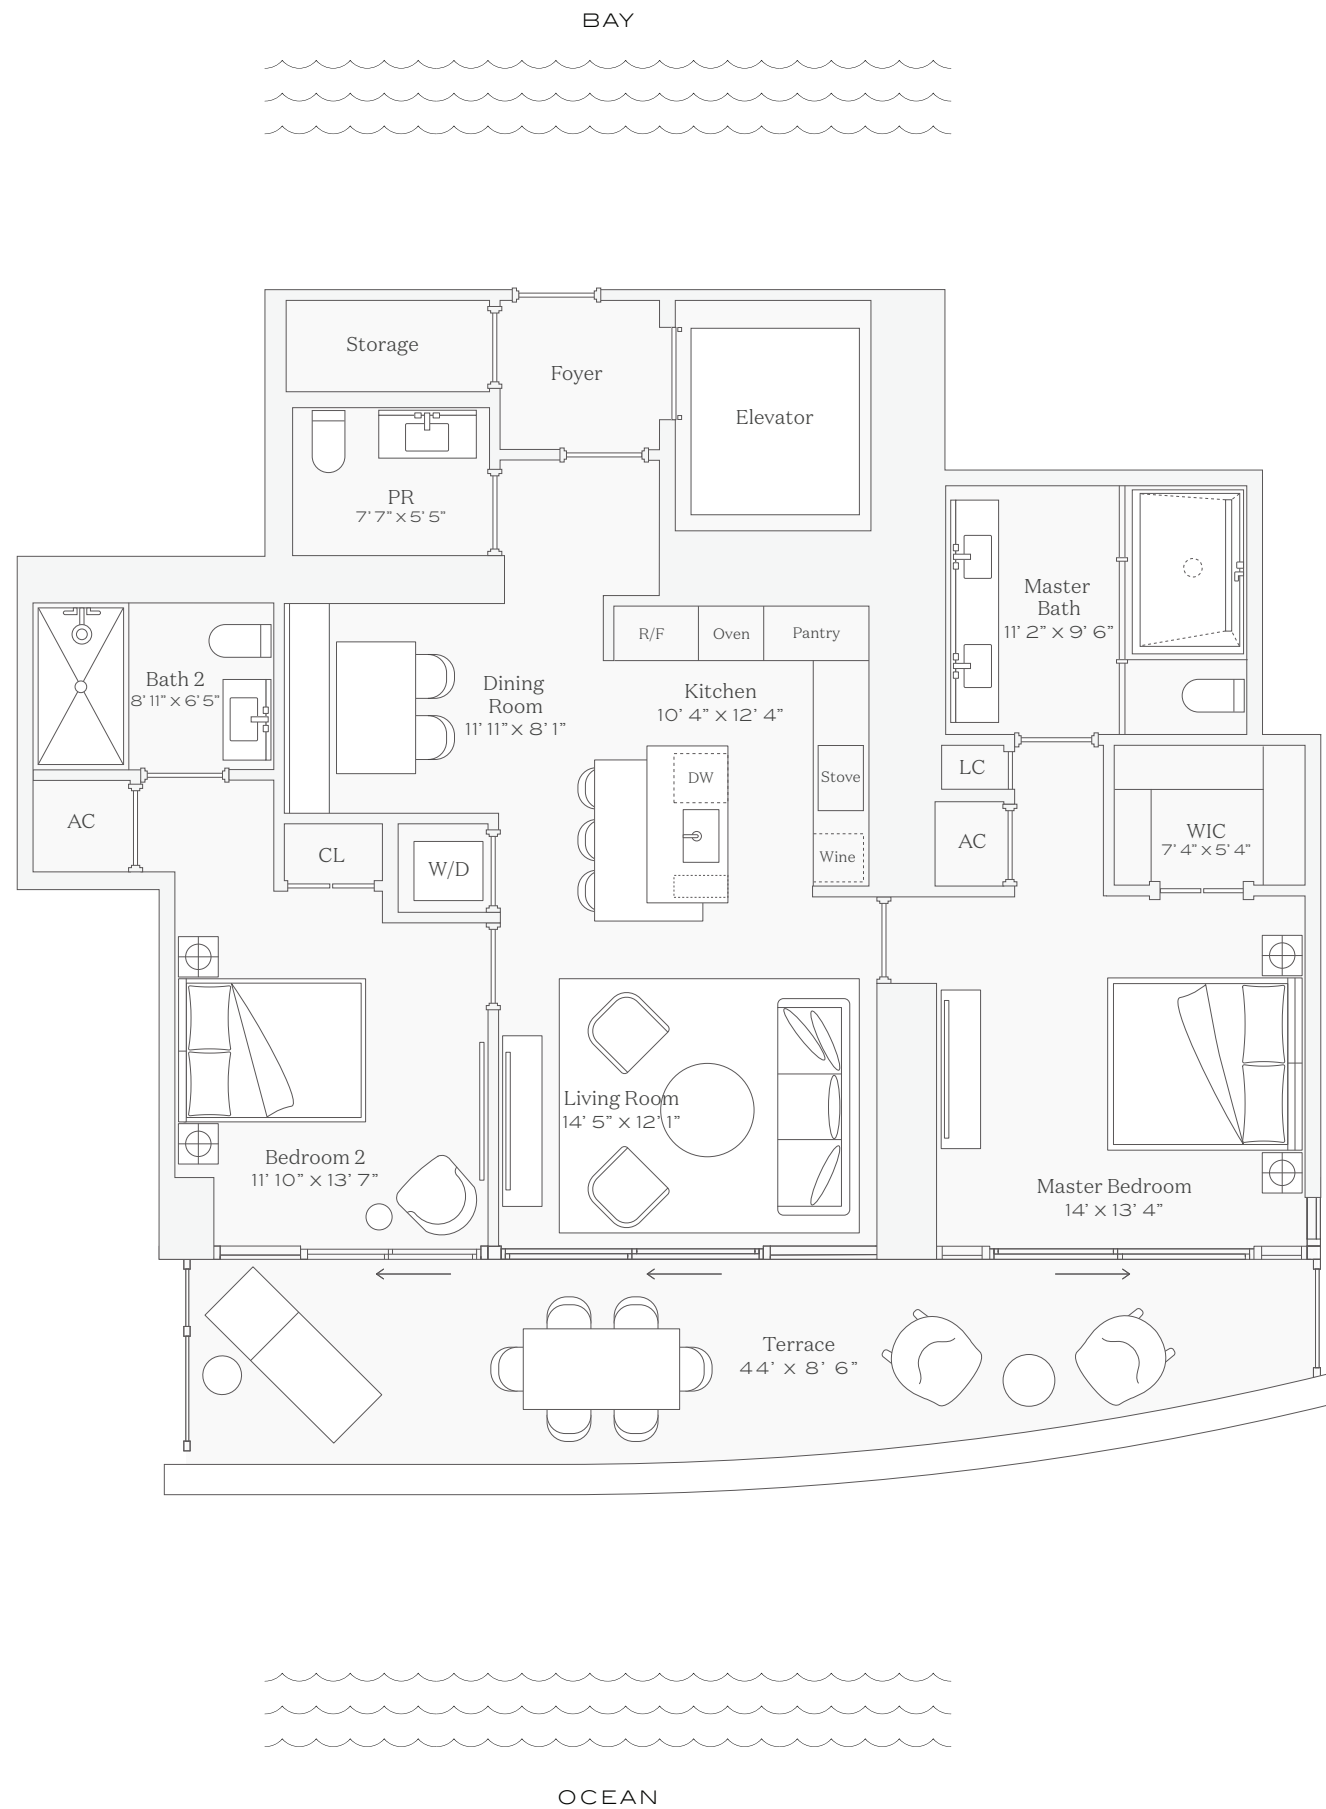 BAY
Storage
Foyer
Elevator
PR
7' 7" x 5' 5"
Master
Bath
11' 2" x 9' 6"
R/F
Oven
Pantry
Bath 2
8' 11" x 6' 5"
Dining
Room
11' 11" x 8' 1"
Kitchen
10' 4" x 12' 4"
DW
Stove
LC
AC
CL
W/D
Wine
AC
WIC
7' 4" x 5' 4"
Living Room
14' 5" x 12' 1"
Bedroom 2
11' 10" x 13' 7"
Master Bedroom
14' x 13' 4"
Terrace
44' x 8' 6"
OCEAN